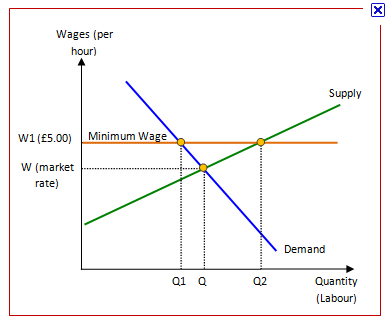 Wages (per
hour)
Supply
W1 (£5.00)
Minimum Wage
W (market
rate)
Demand
Q1
Q
Q2
Quantity
(Labour)